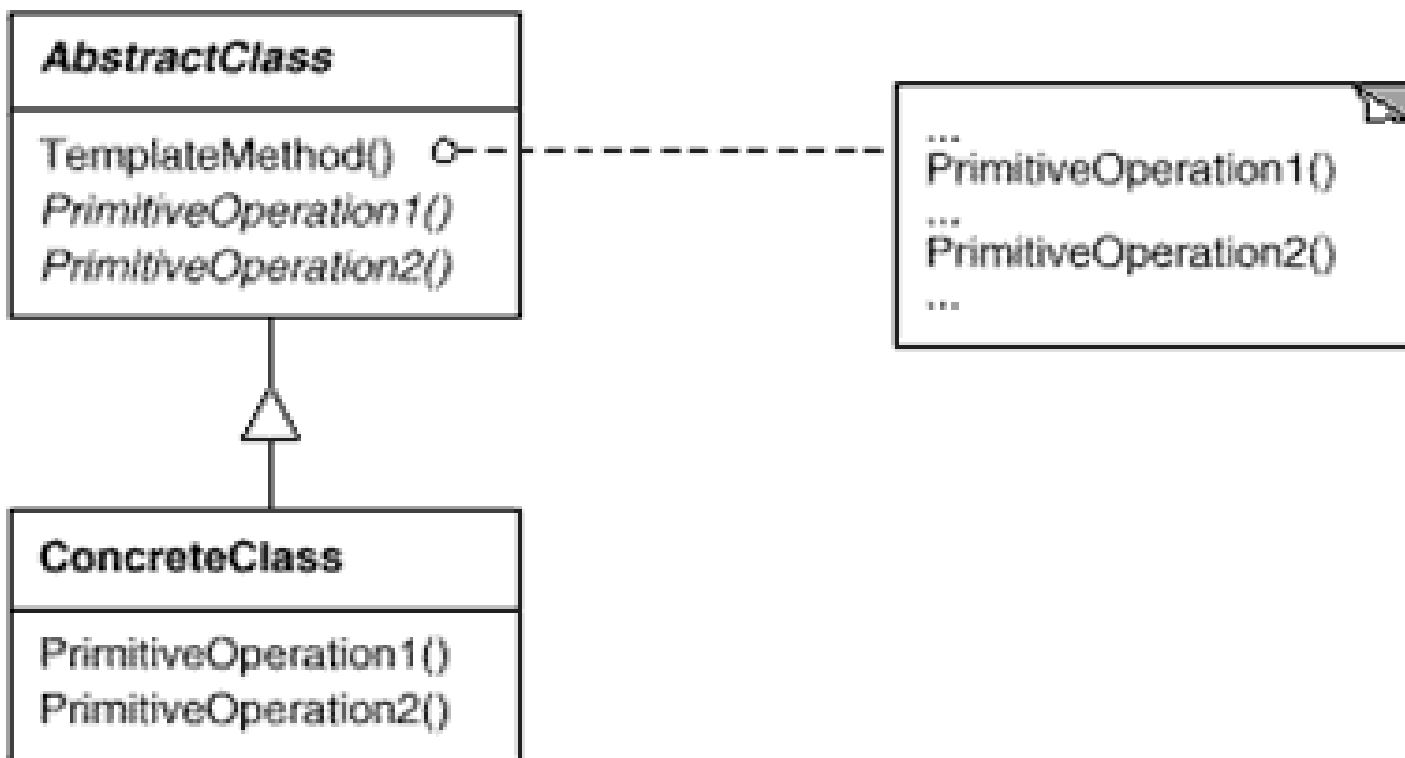 AbstractClass
TemplateMethod()
PrimitiveOperation1()
PrimitiveOperation2()
...
PrimitiveOperation1()
...
PrimitiveOperation2()
...
ConcreteClass
PrimitiveOperation1()
PrimitiveOperation2()